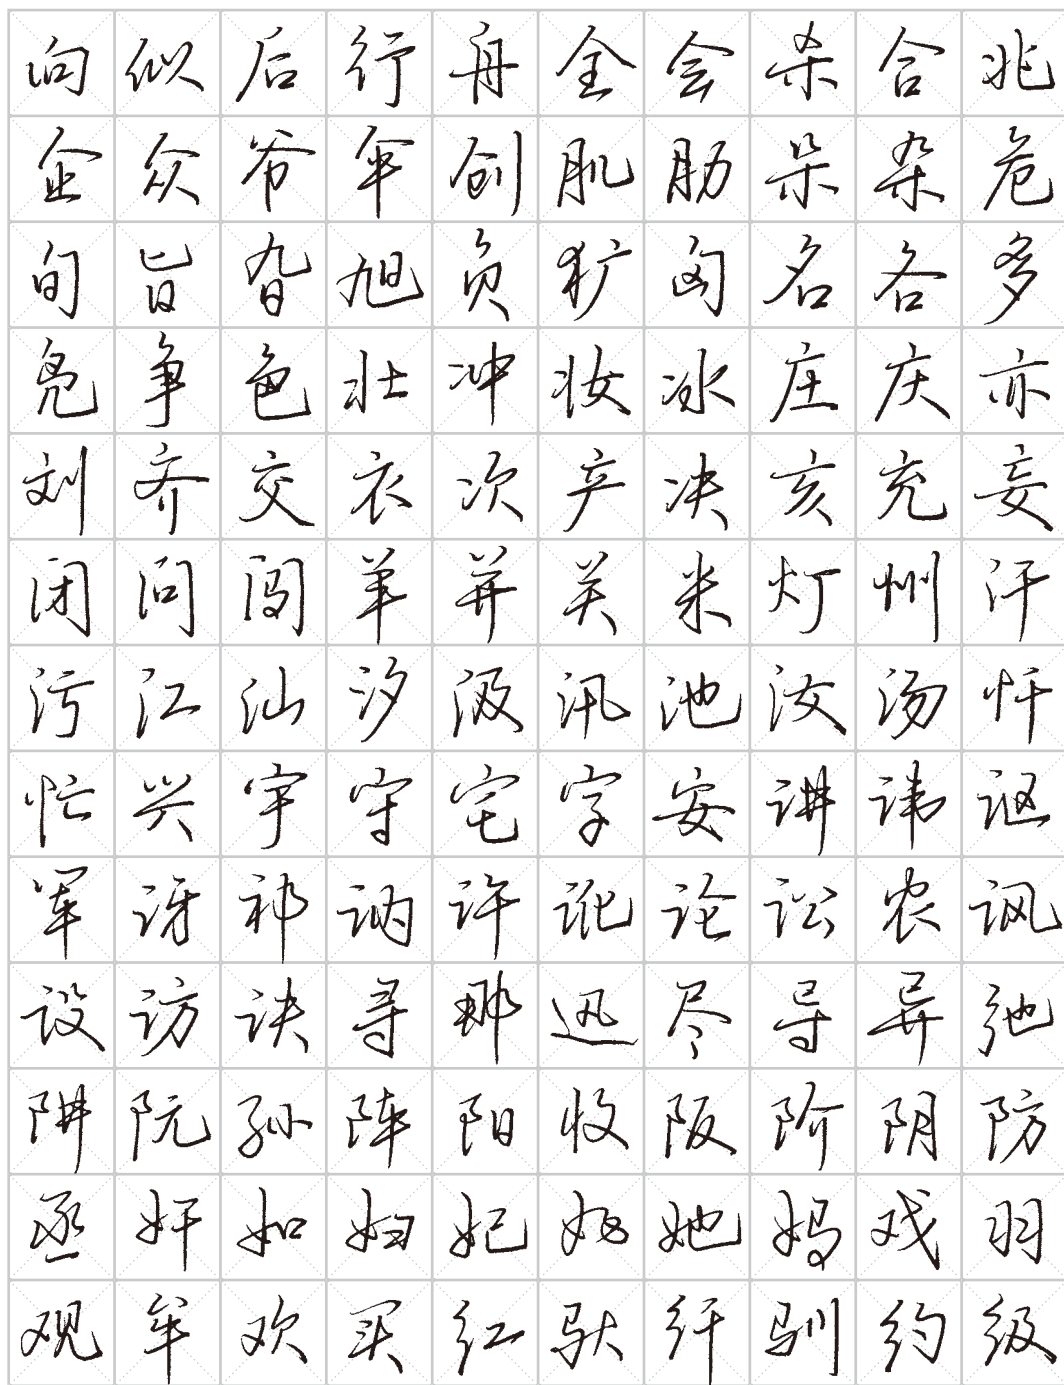 向似后行舟全会杀合兆
企众爷伞创肌肋朵杂危
旬旨旮旭负犷匈名各多
凫争色壮冲妆冰庄庆亦
刘齐交衣次产决亥充妄
闭问闯羊并关米灯州汗
污江汕汐汲汛池汝汤忏
忙兴宇守宅字安讲讳讴
军讶祁讷许讹论讼农讽
设访诀寻那迅尽导异弛
阱阮孙阵阳收阪阶阴防
丞奸如妇妃好她妈戏羽
观牟欢买红驮纤驯约级